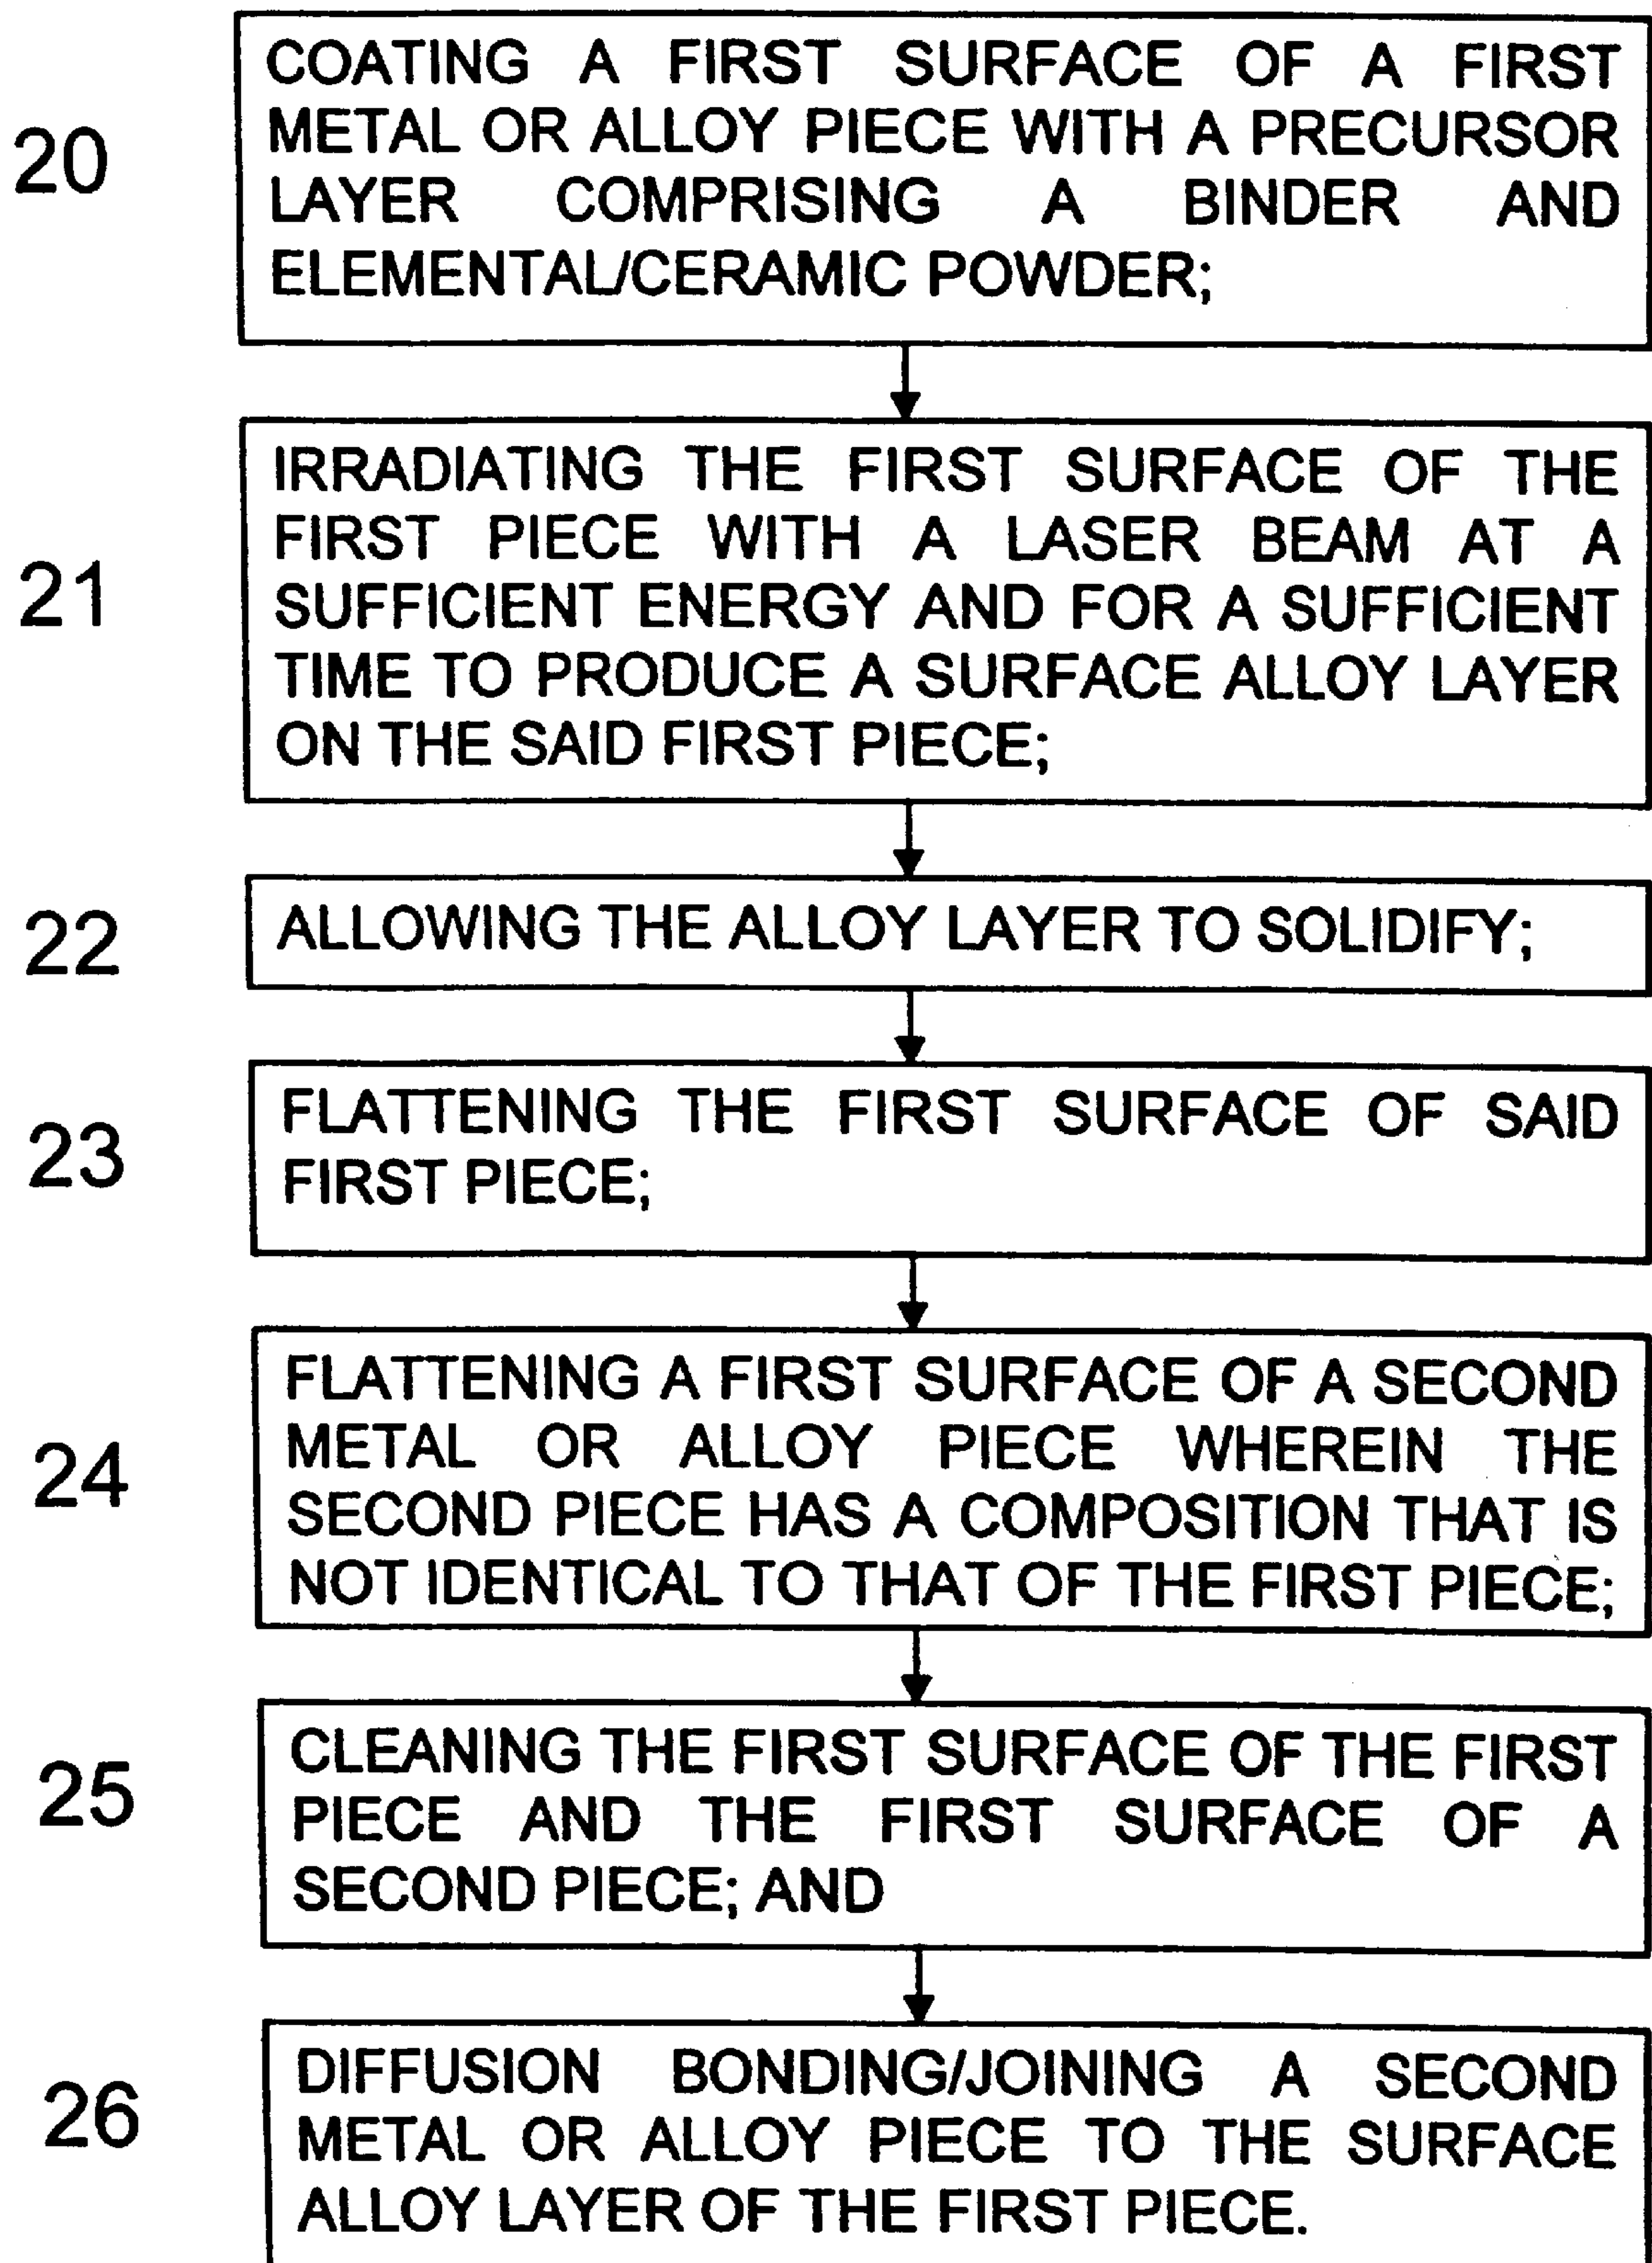 20
COATING A FIRST SURFACE OF A FIRST
METAL OR ALLOY PIECE WITH A PRECURSOR
LAYER COMPRISING A BINDER AND
ELEMENTAL/CERAMIC POWDER;
21
IRRADIATING THE FIRST SURFACE OF THE
FIRST PIECE WITH A LASER BEAM AT A
SUFFICIENT ENERGY AND FOR A SUFFICIENT
TIME TO PRODUCE A SURFACE ALLOY LAYER
ON THE SAID FIRST PIECE;
22
ALLOWING THE ALLOY LAYER TO SOLIDIFY;
23
FLATTENING THE FIRST SURFACE OF SAID
FIRST PIECE;
24
FLATTENING A FIRST SURFACE OF A SECOND
METAL OR ALLOY PIECE WHEREIN THE
SECOND PIECE HAS A COMPOSITION THAT IS
NOT IDENTICAL TO THAT OF THE FIRST PIECE;
25
CLEANING THE FIRST SURFACE OF THE FIRST
PIECE AND THE FIRST SURFACE OF A
SECOND PIECE; AND
26
DIFFUSION BONDING/JOINING A SECOND
METAL OR ALLOY PIECE TO THE SURFACE
ALLOY LAYER OF THE FIRST PIECE.